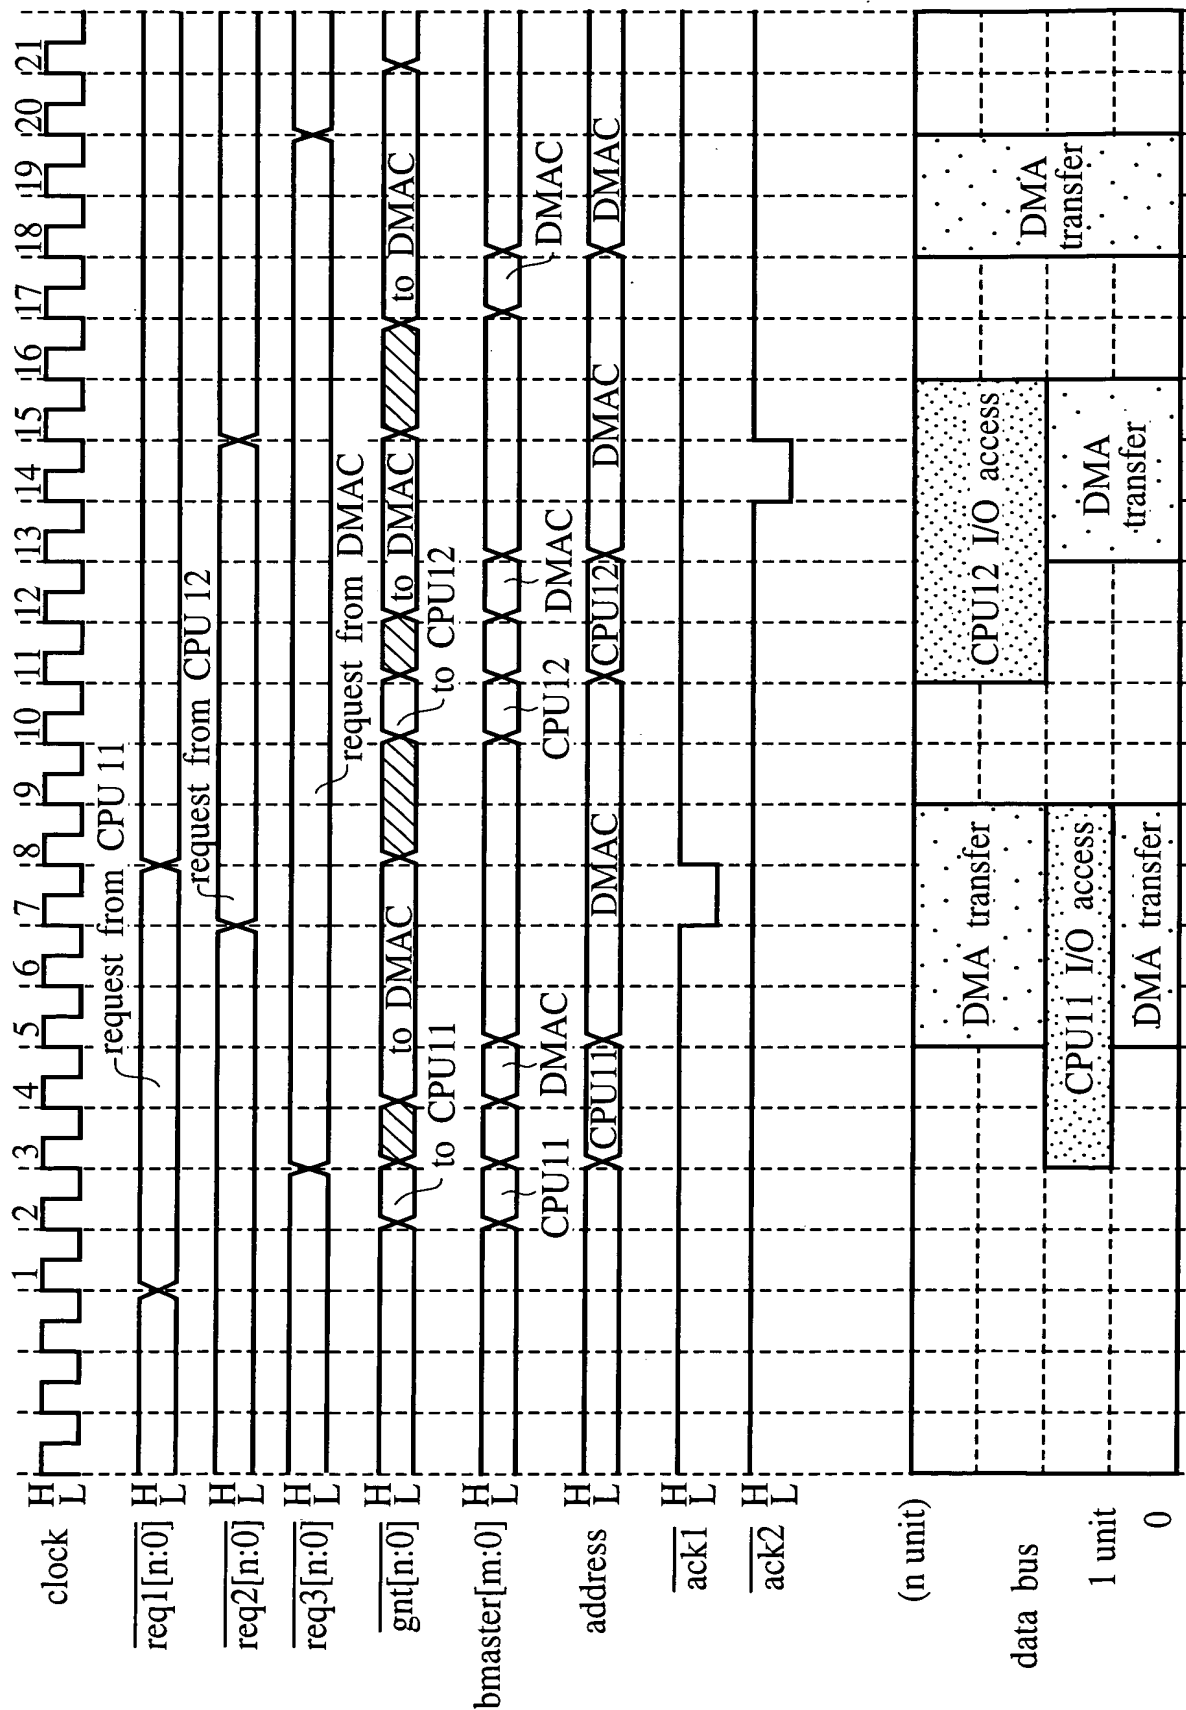 clock H L 1 2 3 4 5 6 7 8 9 10 11 12 13 14 15 16 17 18 19 20 21
req1[n:0] H L request from CPU 11
req2[n:0] H L request from CPU 12
req3[n:0] H L request from DMAC
gnt[n:0] H L to CPU11 to DMAC to CPU12 to DMAC to DMAC
bmaster[m:0] H L CPU11 DMAC CPU12 DMAC DMAC
address H L CPU11 DMAC CPU12 DMAC DMAC
ack1 H L
ack2 H L
(n unit)
data bus
1 unit
0
DMA transfer
CPU11 I/O access
DMA transfer
CPU12 I/O access
DMA
transfer
DMA
transfer